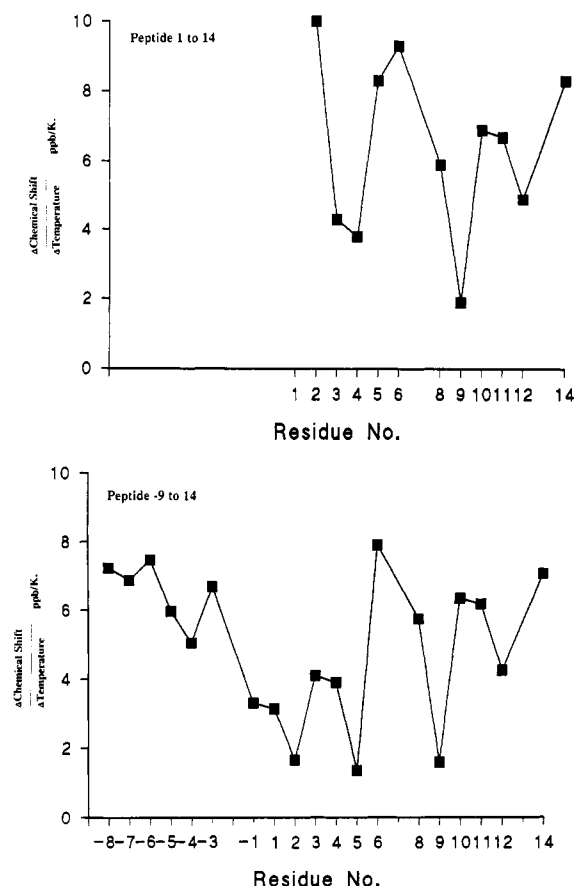 10
Peptide 1 to 14
8
6
ΔChemical Shift ppb/K.
ΔTemperature
4
2
0
1 2 3 4 5 6 8 9 10 11 12 14
Residue No.
10
Peptide -9 to 14
8
6
ΔChemical Shift ppb/K.
ΔTemperature
4
2
0
-8 -7 -6 -5 -4 -3 -1 1 2 3 4 5 6 8 9 10 11 12 14
Residue No.